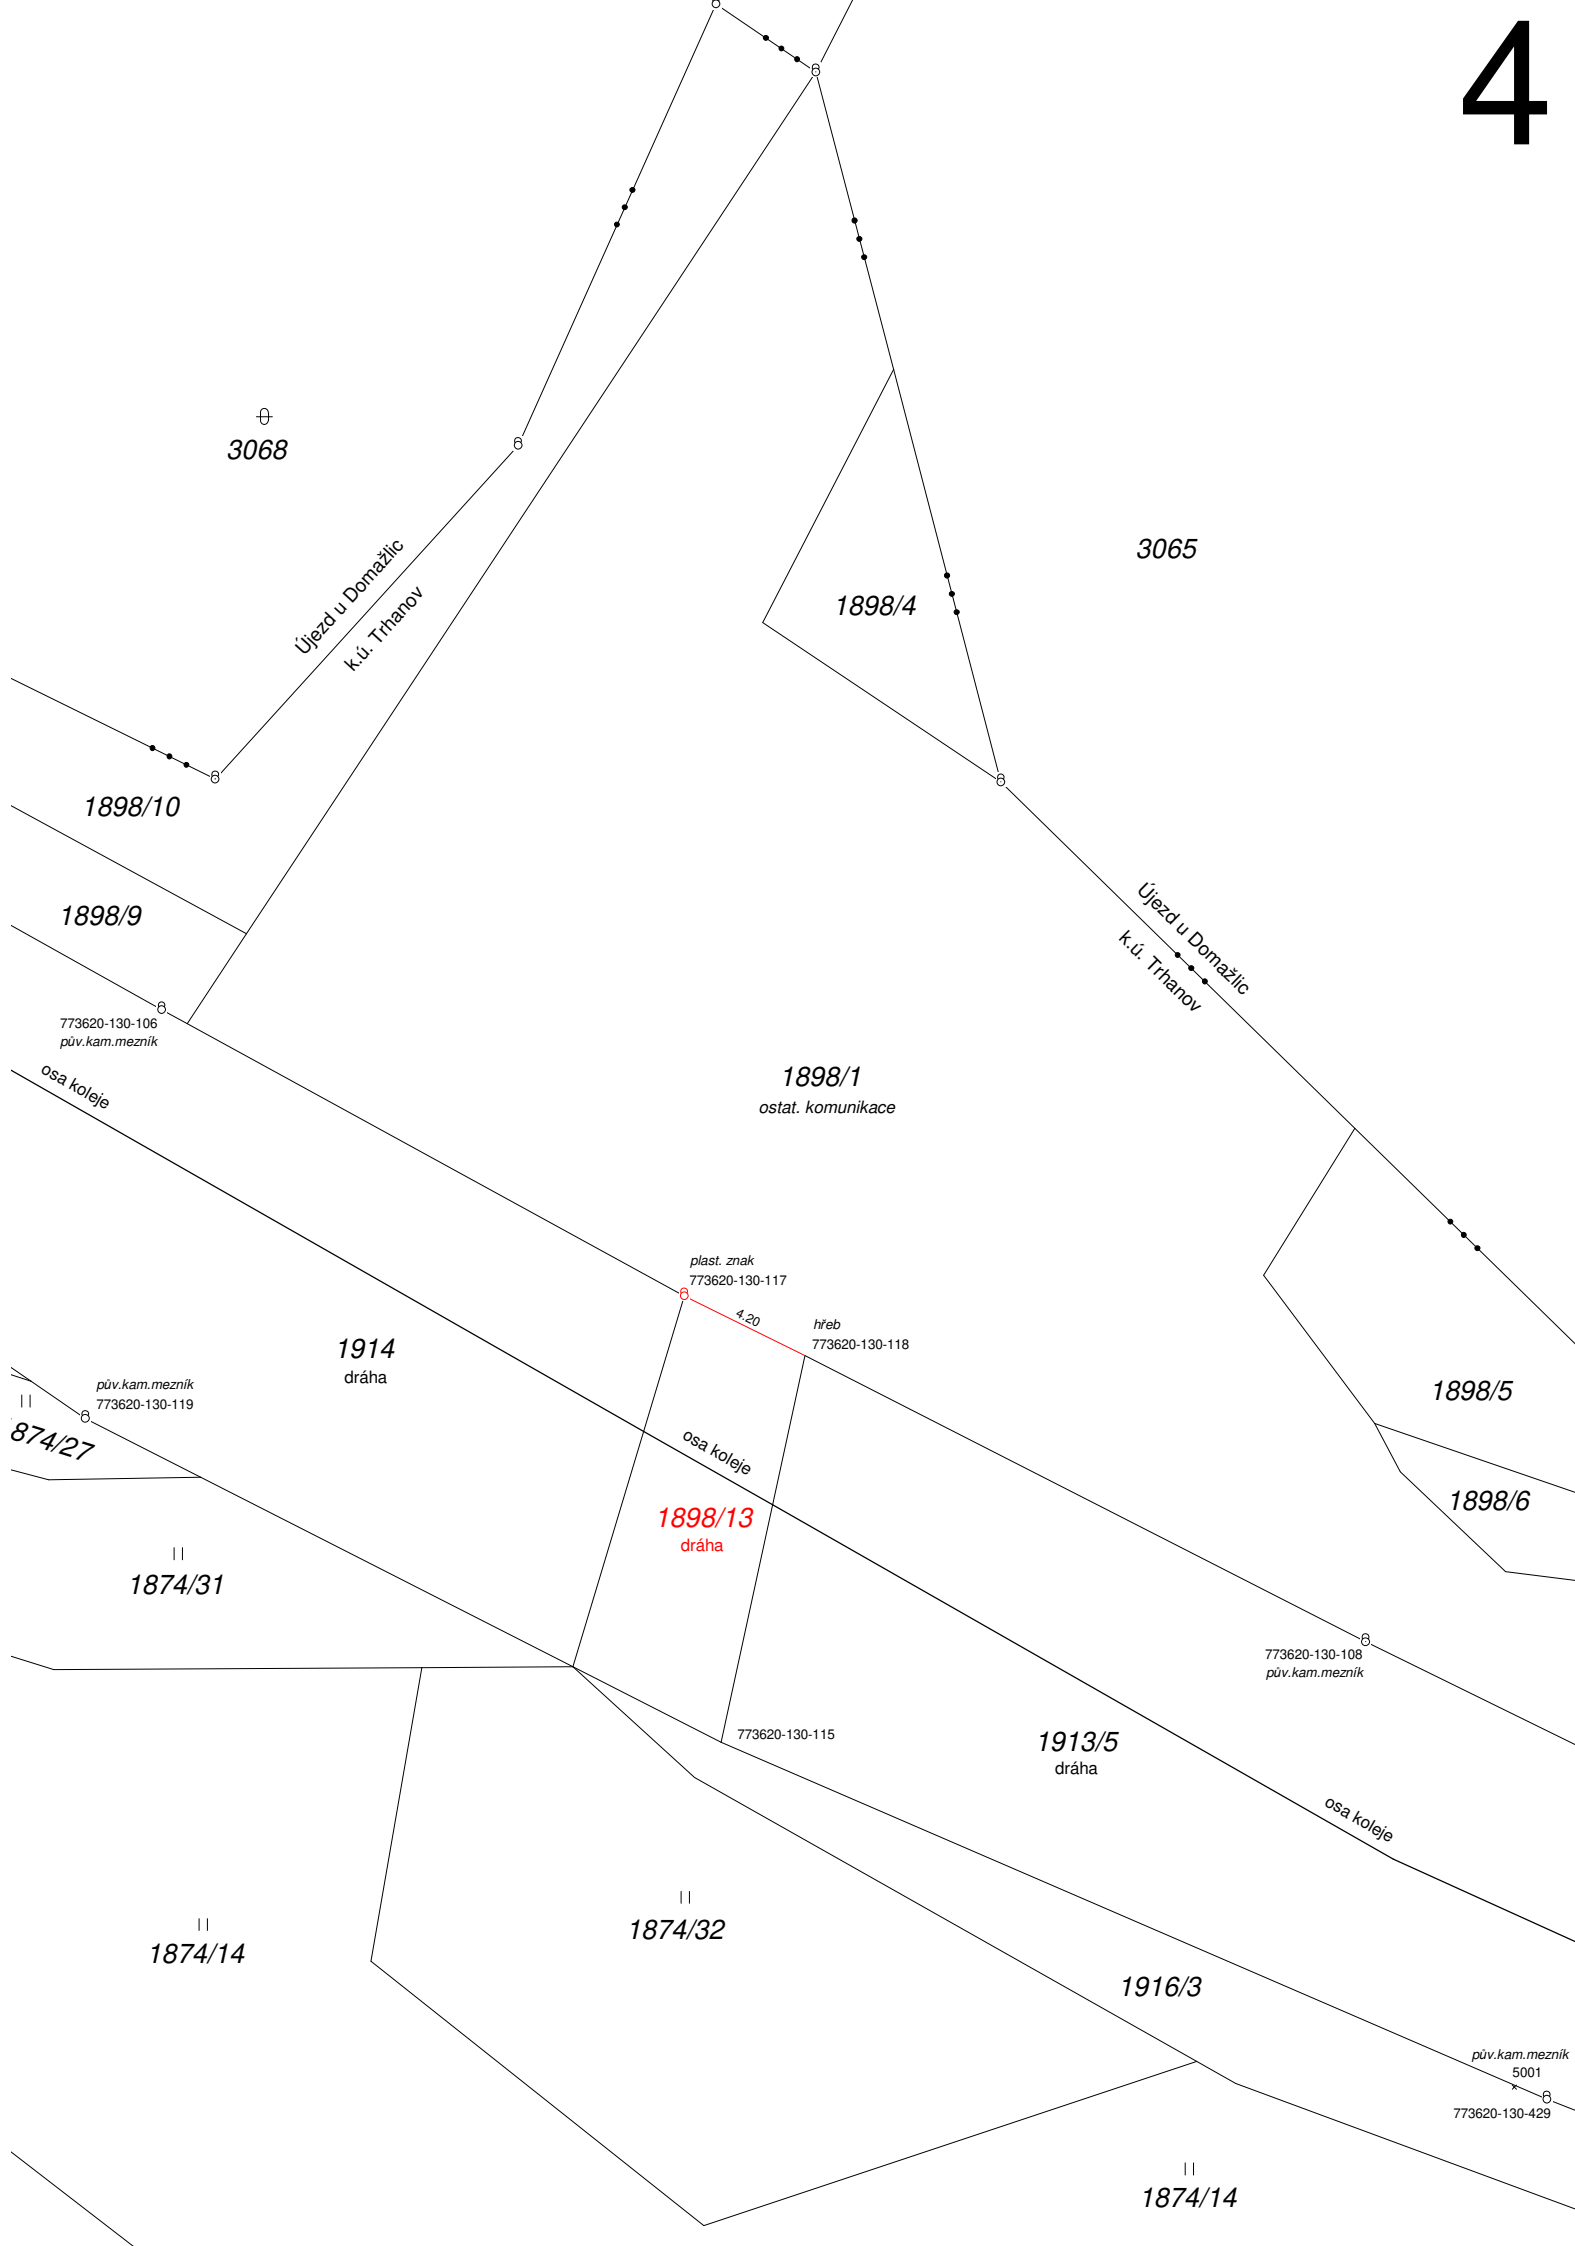 4
3068
Újezd u Domažlic
k.ú. Trhanov
3065
1898/4
1898/10
1898/9
Újezd u Domažlic
k.ú. Trhanov
773620-130-106
pův.kam.mezník
osa koleje
1898/1
ostat. komunikace
plast. znak
773620-130-117
4.20
hřeb
773620-130-118
1914
dráha
pův.kam.mezník
773620-130-119
874/27
1898/5
osa koleje
1898/6
1898/13
dráha
1874/31
773620-130-108
pův.kam.mezník
773620-130-115
1913/5
dráha
osa koleje
1874/32
1874/14
1916/3
pův.kam.mezník
5001
773620-130-429
1874/14